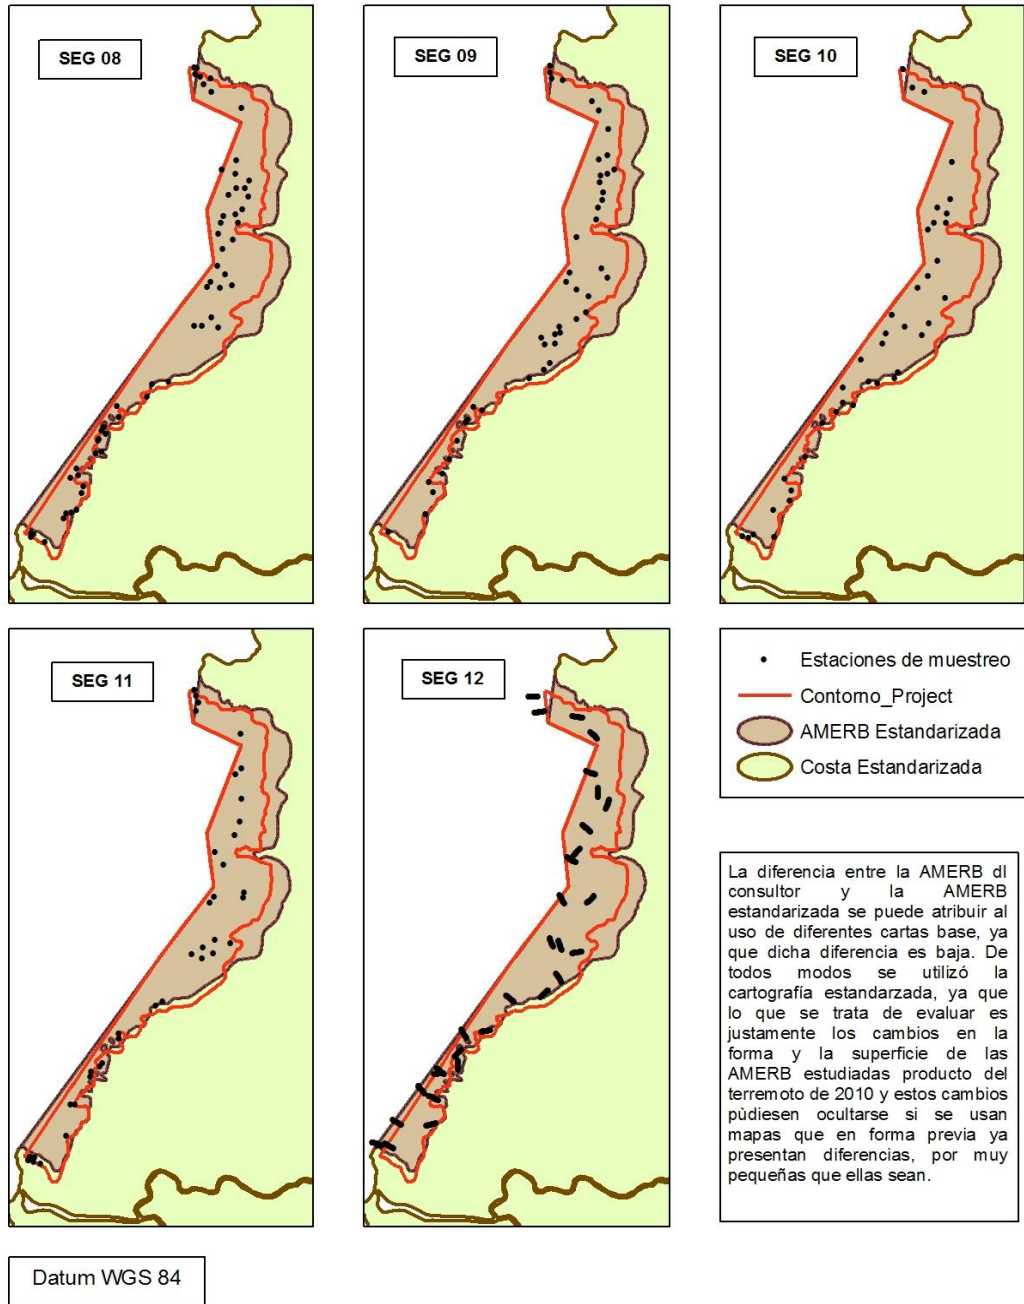 SEG 08
SEG 09
SEG 10
SEG 11
SEG 12
Estaciones de muestreo
Contorno_Project
AMERB Estandarizada
Costa Estandarizada
La diferencia entre la AMERB dl
consultor y la AMERB
estandarizada se puede atribuir al
uso de diferentes cartas base, ya
que dicha diferencia es baja. De
todos modos se utilizó la
cartografía estandarzada, ya que
lo que se trata de evaluar es
justamente los cambios en la
forma y la superficie de las
AMERB estudiadas producto del
terremoto de 2010 y estos cambios
pùdiesen ocultarse si se usan
mapas que en forma previa ya
presentan diferencias, por muy
pequeñas que ellas sean.
Datum WGS 84